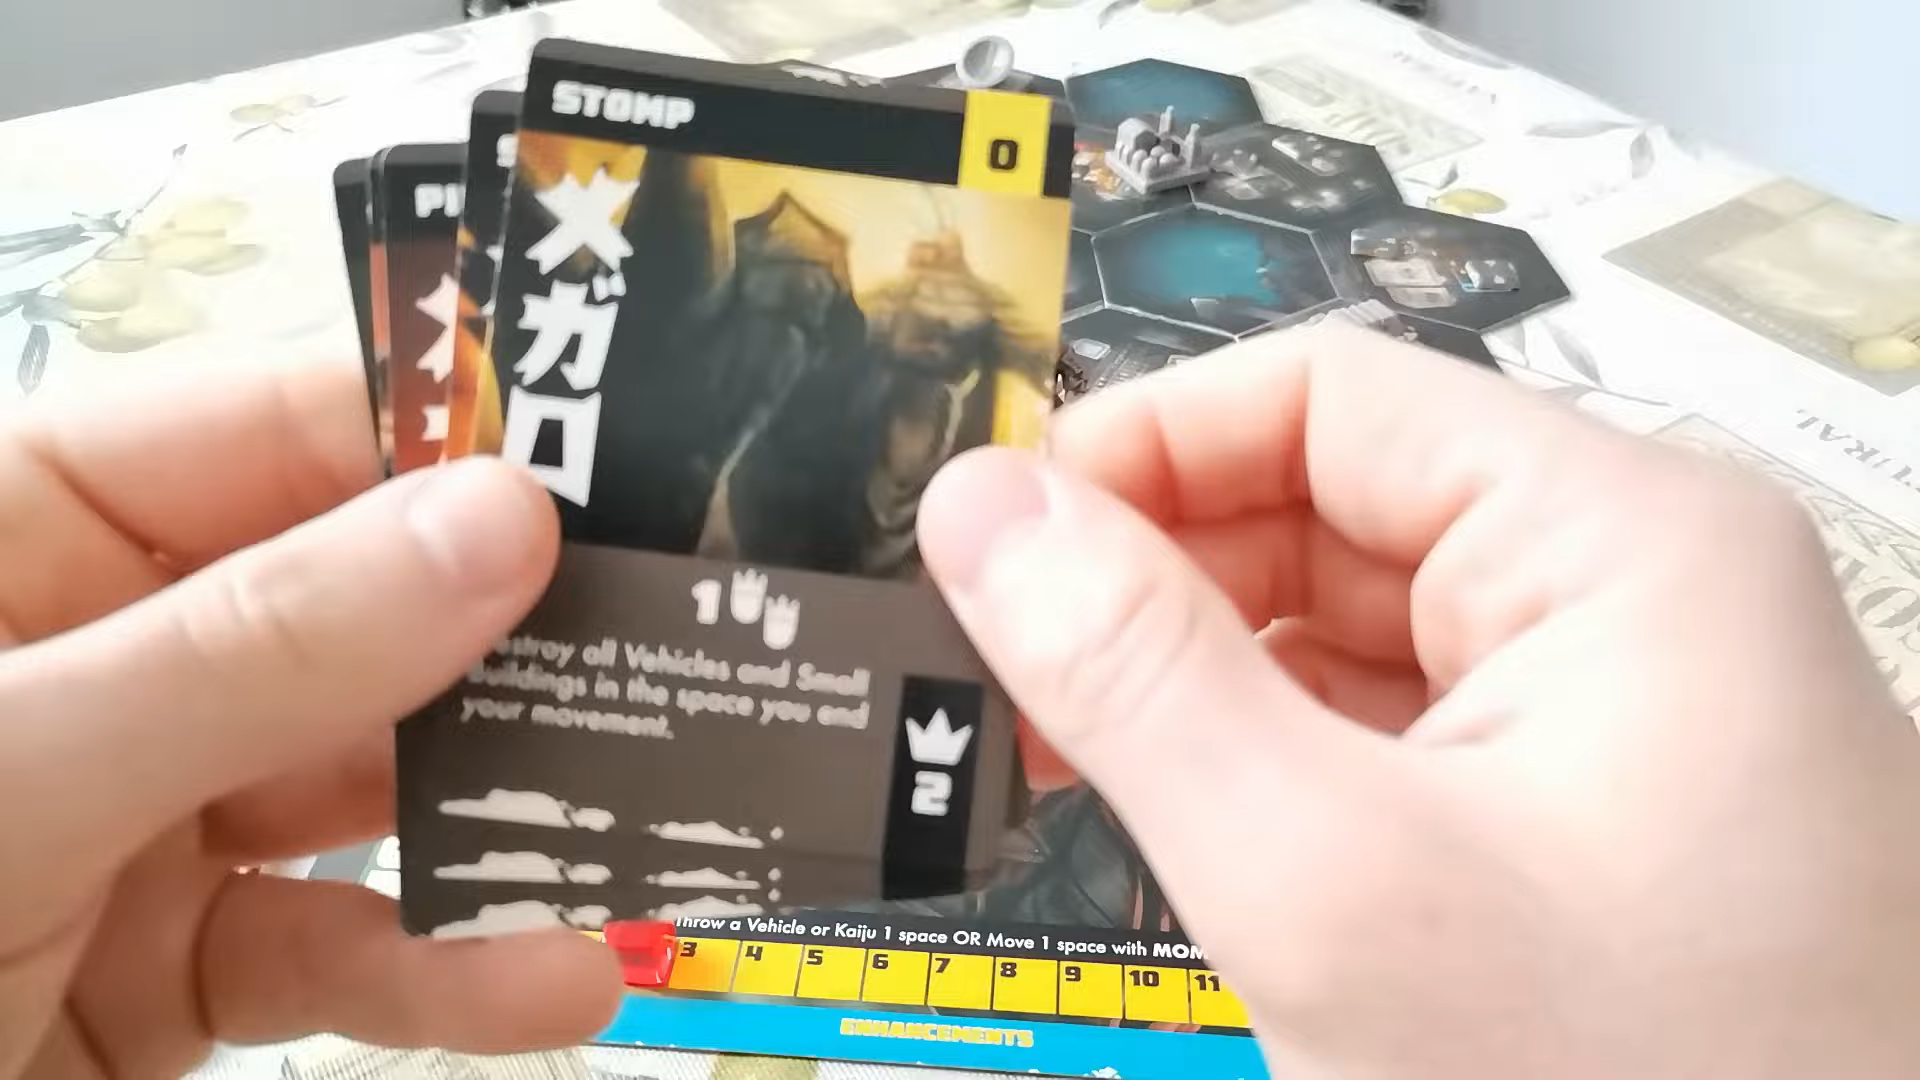 STOMP
0
PI
メガロ
1
estroy all Vehicles and Small
Buildings in the space you end
your movement.
2
Throw a Vehicle or Kaiju 1 space OR Move 1 space with MOM
3 4 5 6 7 8 9 10 11
ENHANCEMENTS